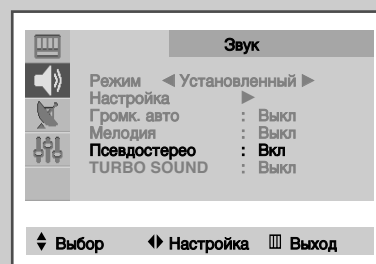 Звук
Режим ◀ Установленный ▶
Настройка ▶
Громк. авто : Выкл
Мелодия : Выкл
Псевдостерео : Вкл
TURBO SOUND : Выкл
Выбор Настройка Выход